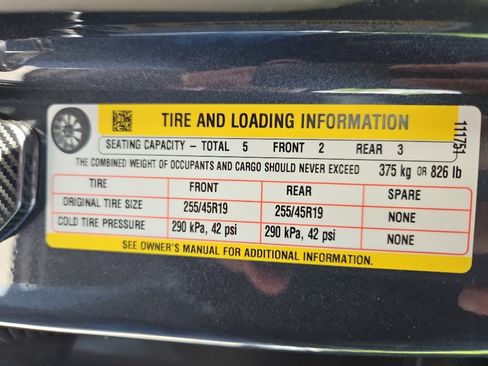 TIRE AND LOADING INFORMATION
SEATING CAPACITY - TOTAL 5 FRONT 2 REAR 3
THE COMBINED WEIGHT OF OCCUPANTS AND CARGO SHOULD NEVER EXCEED 375 kg OR 826 lb
TIRE FRONT REAR SPARE
ORIGINAL TIRE SIZE 255/45R19 255/45R19 NONE
COLD TIRE PRESSURE 290 kPa, 42 psi 290 kPa, 42 psi NONE
SEE OWNER'S MANUAL FOR ADDITIONAL INFORMATION.
111751